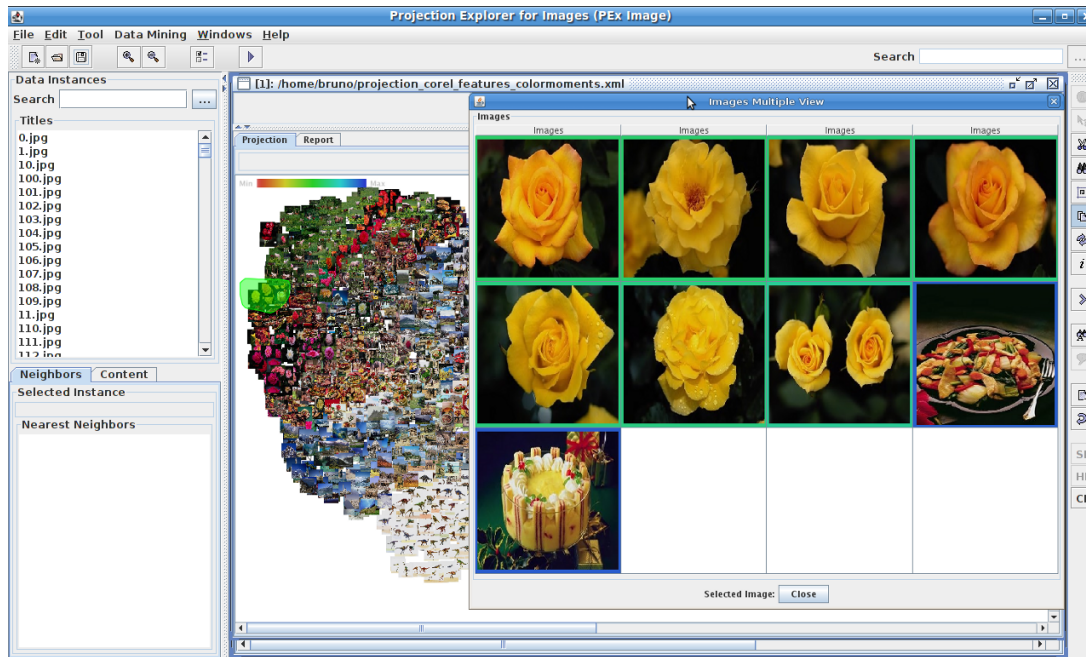 Projection Explorer for Images (PEx Image)
File Edit Tool Data Mining Windows Help
Search
...
Data Instances
Search
...
Titles
0.jpg
1.jpg
10.jpg
100.jpg
101.jpg
102.jpg
103.jpg
104.jpg
105.jpg
106.jpg
107.jpg
108.jpg
109.jpg
11.jpg
110.jpg
111.jpg
112.jpg
Neighbors Content
Selected Instance
Nearest Neighbors
[1]: /home/bruno/projection_corel_features_colormoments.xml
Projection Report
Min Max
Images Multiple View
Images
Images Images Images Images
Selected Image: Close